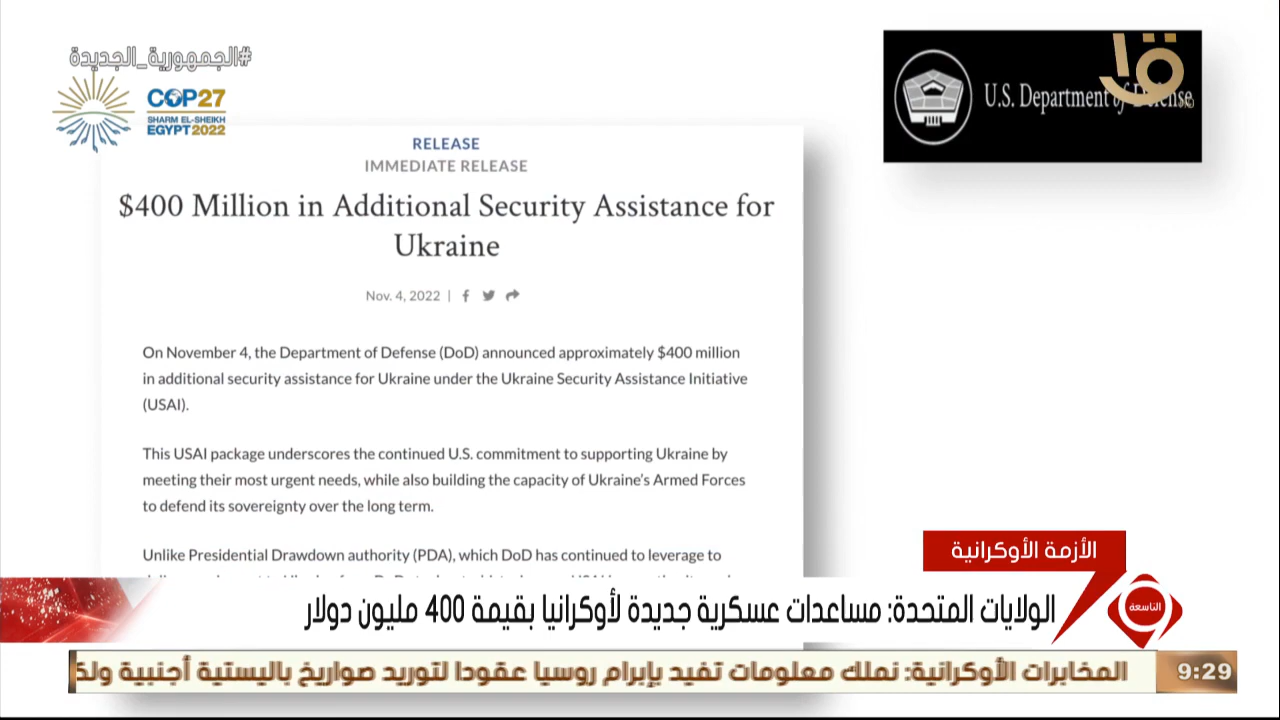 #الجمهورية_الجديدة
COP27
SHARM EL-SHEIKH
EGYPT 2022
U.S. Department of Defense
RELEASE
IMMEDIATE RELEASE
$400 Million in Additional Security Assistance for
Ukraine
Nov. 4, 2022 |
On November 4, the Department of Defense (DoD) announced approximately $400 million
in additional security assistance for Ukraine under the Ukraine Security Assistance Initiative
(USAI).
This USAI package underscores the continued U.S. commitment to supporting Ukraine by
meeting their most urgent needs, while also building the capacity of Ukraine’s Armed Forces
to defend its sovereignty over the long term.
Unlike Presidential Drawdown authority (PDA), which DoD has continued to leverage to
الأزمة الأوكرانية
الولايات المتحدة: مساعدات عسكرية جديدة لأوكرانيا بقيمة 400 مليون دولار
التاسعة
المخابرات الأوكرانية: نملك معلومات تفيد بإبرام روسيا عقودا لتوريد صواريخ باليستية أجنبية
9:29